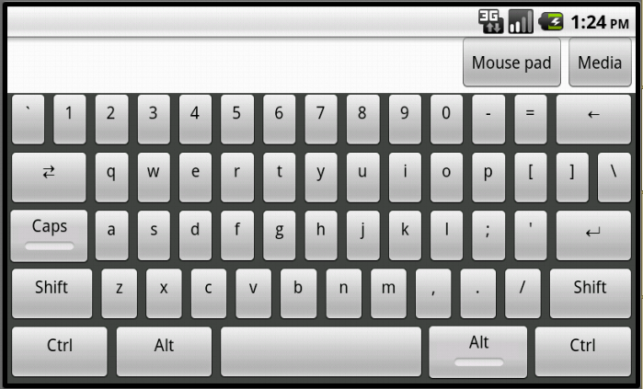 3G 1:24 PM
Mouse pad Media
` 1 2 3 4 5 6 7 8 9 0 - = ←
⇄ q w e r t y u i o p [ ] \
Caps a s d f g h j k l ; ' ↵
Shift z x c v b n m , . / Shift
Ctrl Alt Alt Ctrl